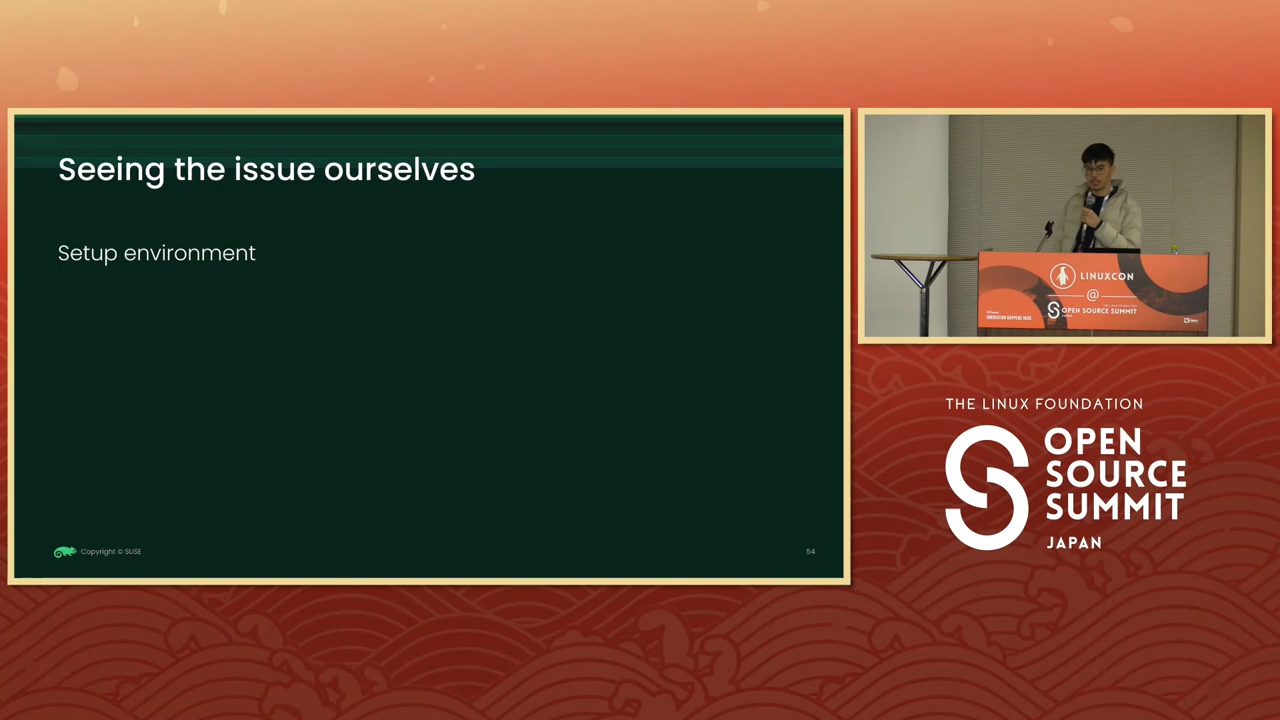 Seeing the issue ourselves
Setup environment
Copyright © SUSE
54
LINUXCON
@
OPEN SOURCE SUMMIT
THE LINUX FOUNDATION
OPEN
SOURCE
SUMMIT
JAPAN